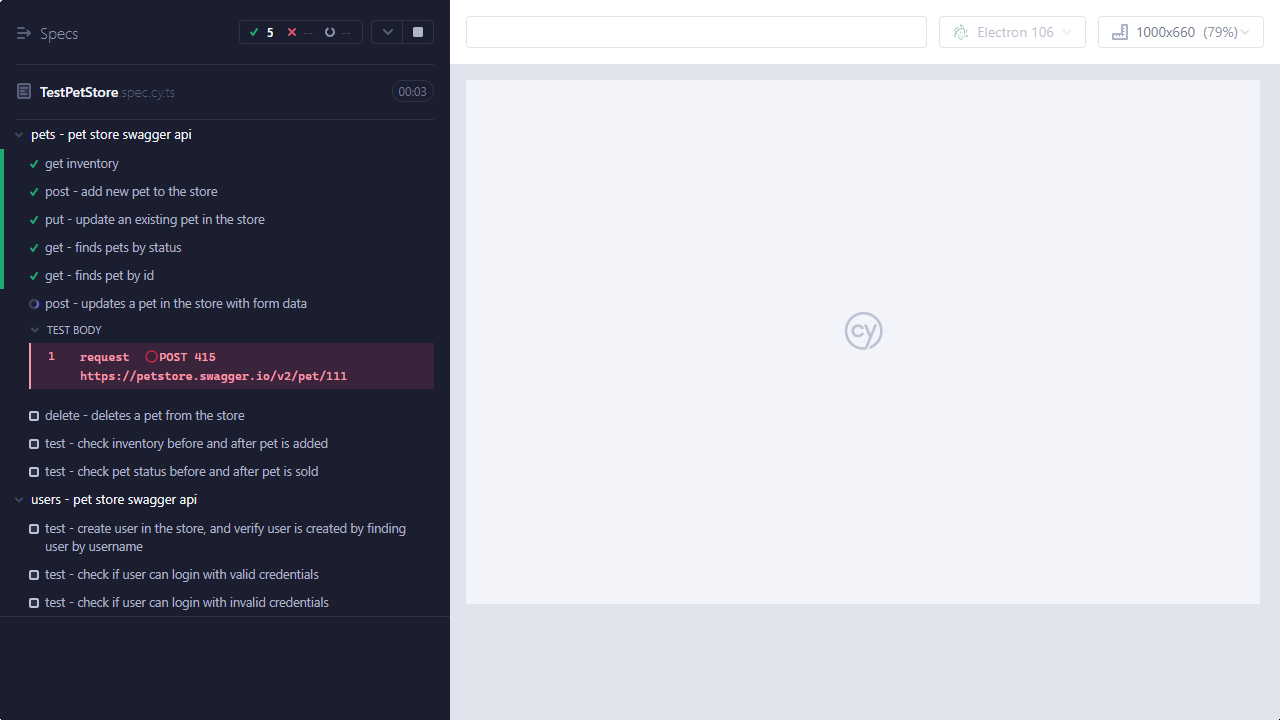 Specs
5 -- --
TestPetStore.spec.cy.ts
00:03
pets - pet store swagger api
get inventory
post - add new pet to the store
put - update an existing pet in the store
get - finds pets by status
get - finds pet by id
post - updates a pet in the store with form data
TEST BODY
1 request POST 415
https://petstore.swagger.io/v2/pet/111
delete - deletes a pet from the store
test - check inventory before and after pet is added
test - check pet status before and after pet is sold
users - pet store swagger api
test - create user in the store, and verify user is created by finding
user by username
test - check if user can login with valid credentials
test - check if user can login with invalid credentials
Electron 106
1000x660 (79%)
cy